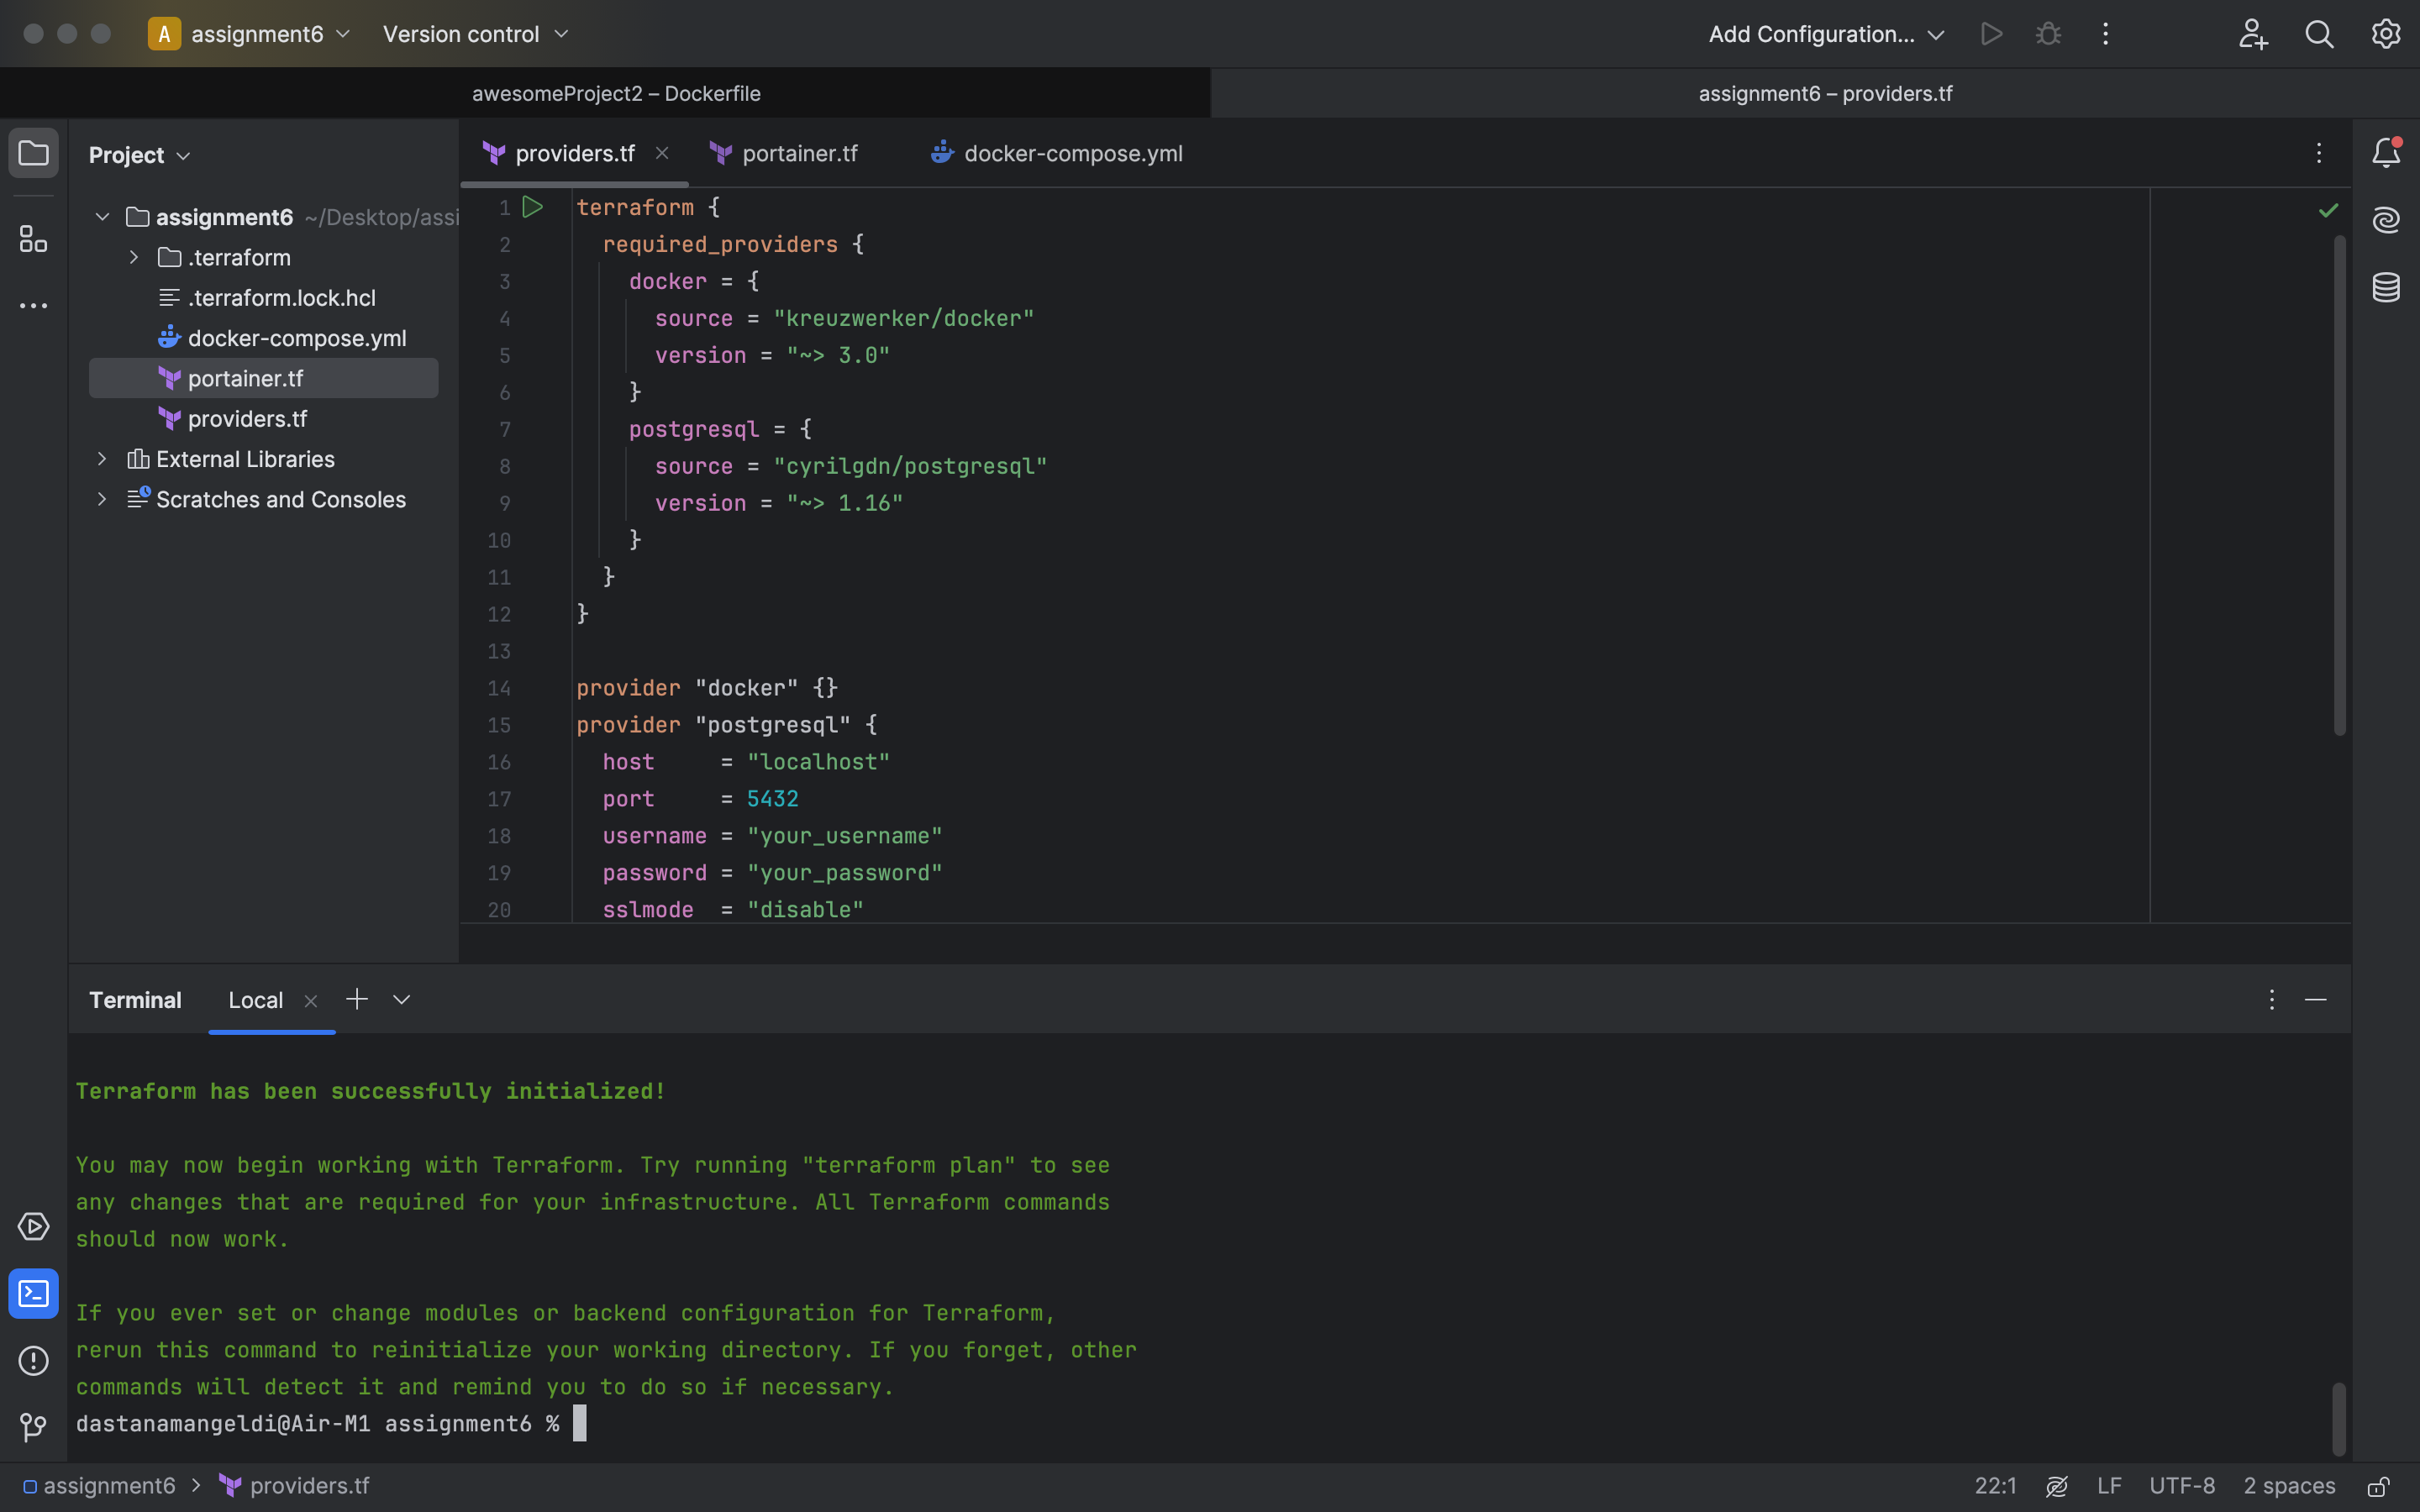 A assignment6 Version control Add Configuration...
awesomeProject2 – Dockerfile assignment6 – providers.tf
Project
assignment6 ~/Desktop/assi
.terraform
.terraform.lock.hcl
docker-compose.yml
portainer.tf
providers.tf
External Libraries
Scratches and Consoles
providers.tf portainer.tf docker-compose.yml
1 terraform {
2 required_providers {
3 docker = {
4 source = "kreuzwerker/docker"
5 version = "~> 3.0"
6 }
7 postgresql = {
8 source = "cyrilgdn/postgresql"
9 version = "~> 1.16"
10 }
11 }
12 }
13
14 provider "docker" {}
15 provider "postgresql" {
16 host = "localhost"
17 port = 5432
18 username = "your_username"
19 password = "your_password"
20 sslmode = "disable"
Terminal Local
Terraform has been successfully initialized!
You may now begin working with Terraform. Try running "terraform plan" to see
any changes that are required for your infrastructure. All Terraform commands
should now work.
If you ever set or change modules or backend configuration for Terraform,
rerun this command to reinitialize your working directory. If you forget, other
commands will detect it and remind you to do so if necessary.
dastanamangeldi@Air-M1 assignment6 %
assignment6 > providers.tf 22:1 LF UTF-8 2 spaces